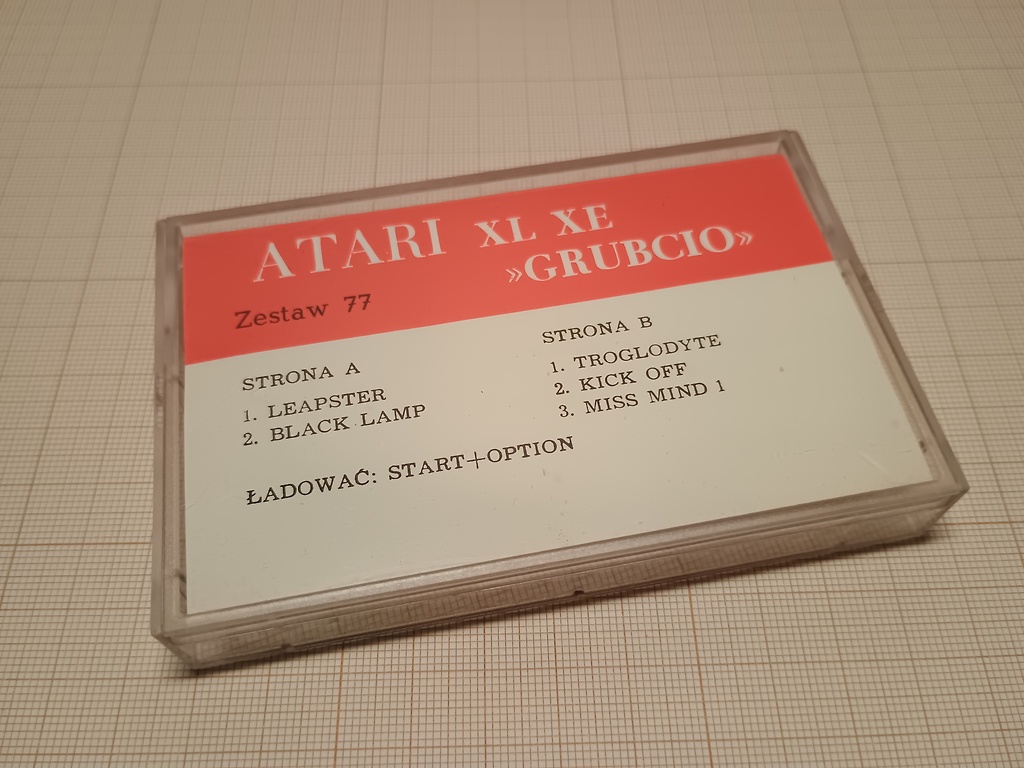 ATARI XL XE
»GRUBCIO»
Zestaw 77
STRONA A
1. LEAPSTER
2. BLACK LAMP
STRONA B
1. TROGLODYTE
2. KICK OFF
3. MISS MIND 1
ŁADOWAĆ: START+OPTION